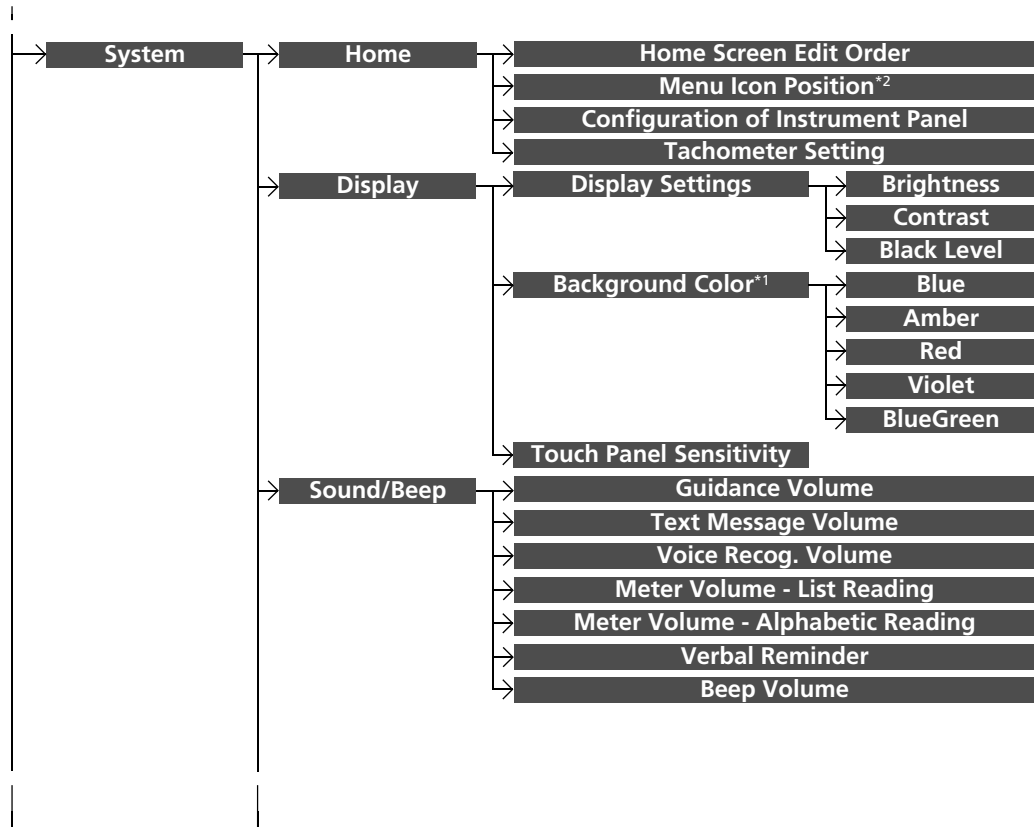 System
Home
Home Screen Edit Order
Menu Icon Position*2
Configuration of Instrument Panel
Tachometer Setting
Display
Display Settings
Brightness
Contrast
Black Level
Background Color*1
Blue
Amber
Red
Violet
BlueGreen
Touch Panel Sensitivity
Sound/Beep
Guidance Volume
Text Message Volume
Voice Recog. Volume
Meter Volume - List Reading
Meter Volume - Alphabetic Reading
Verbal Reminder
Beep Volume